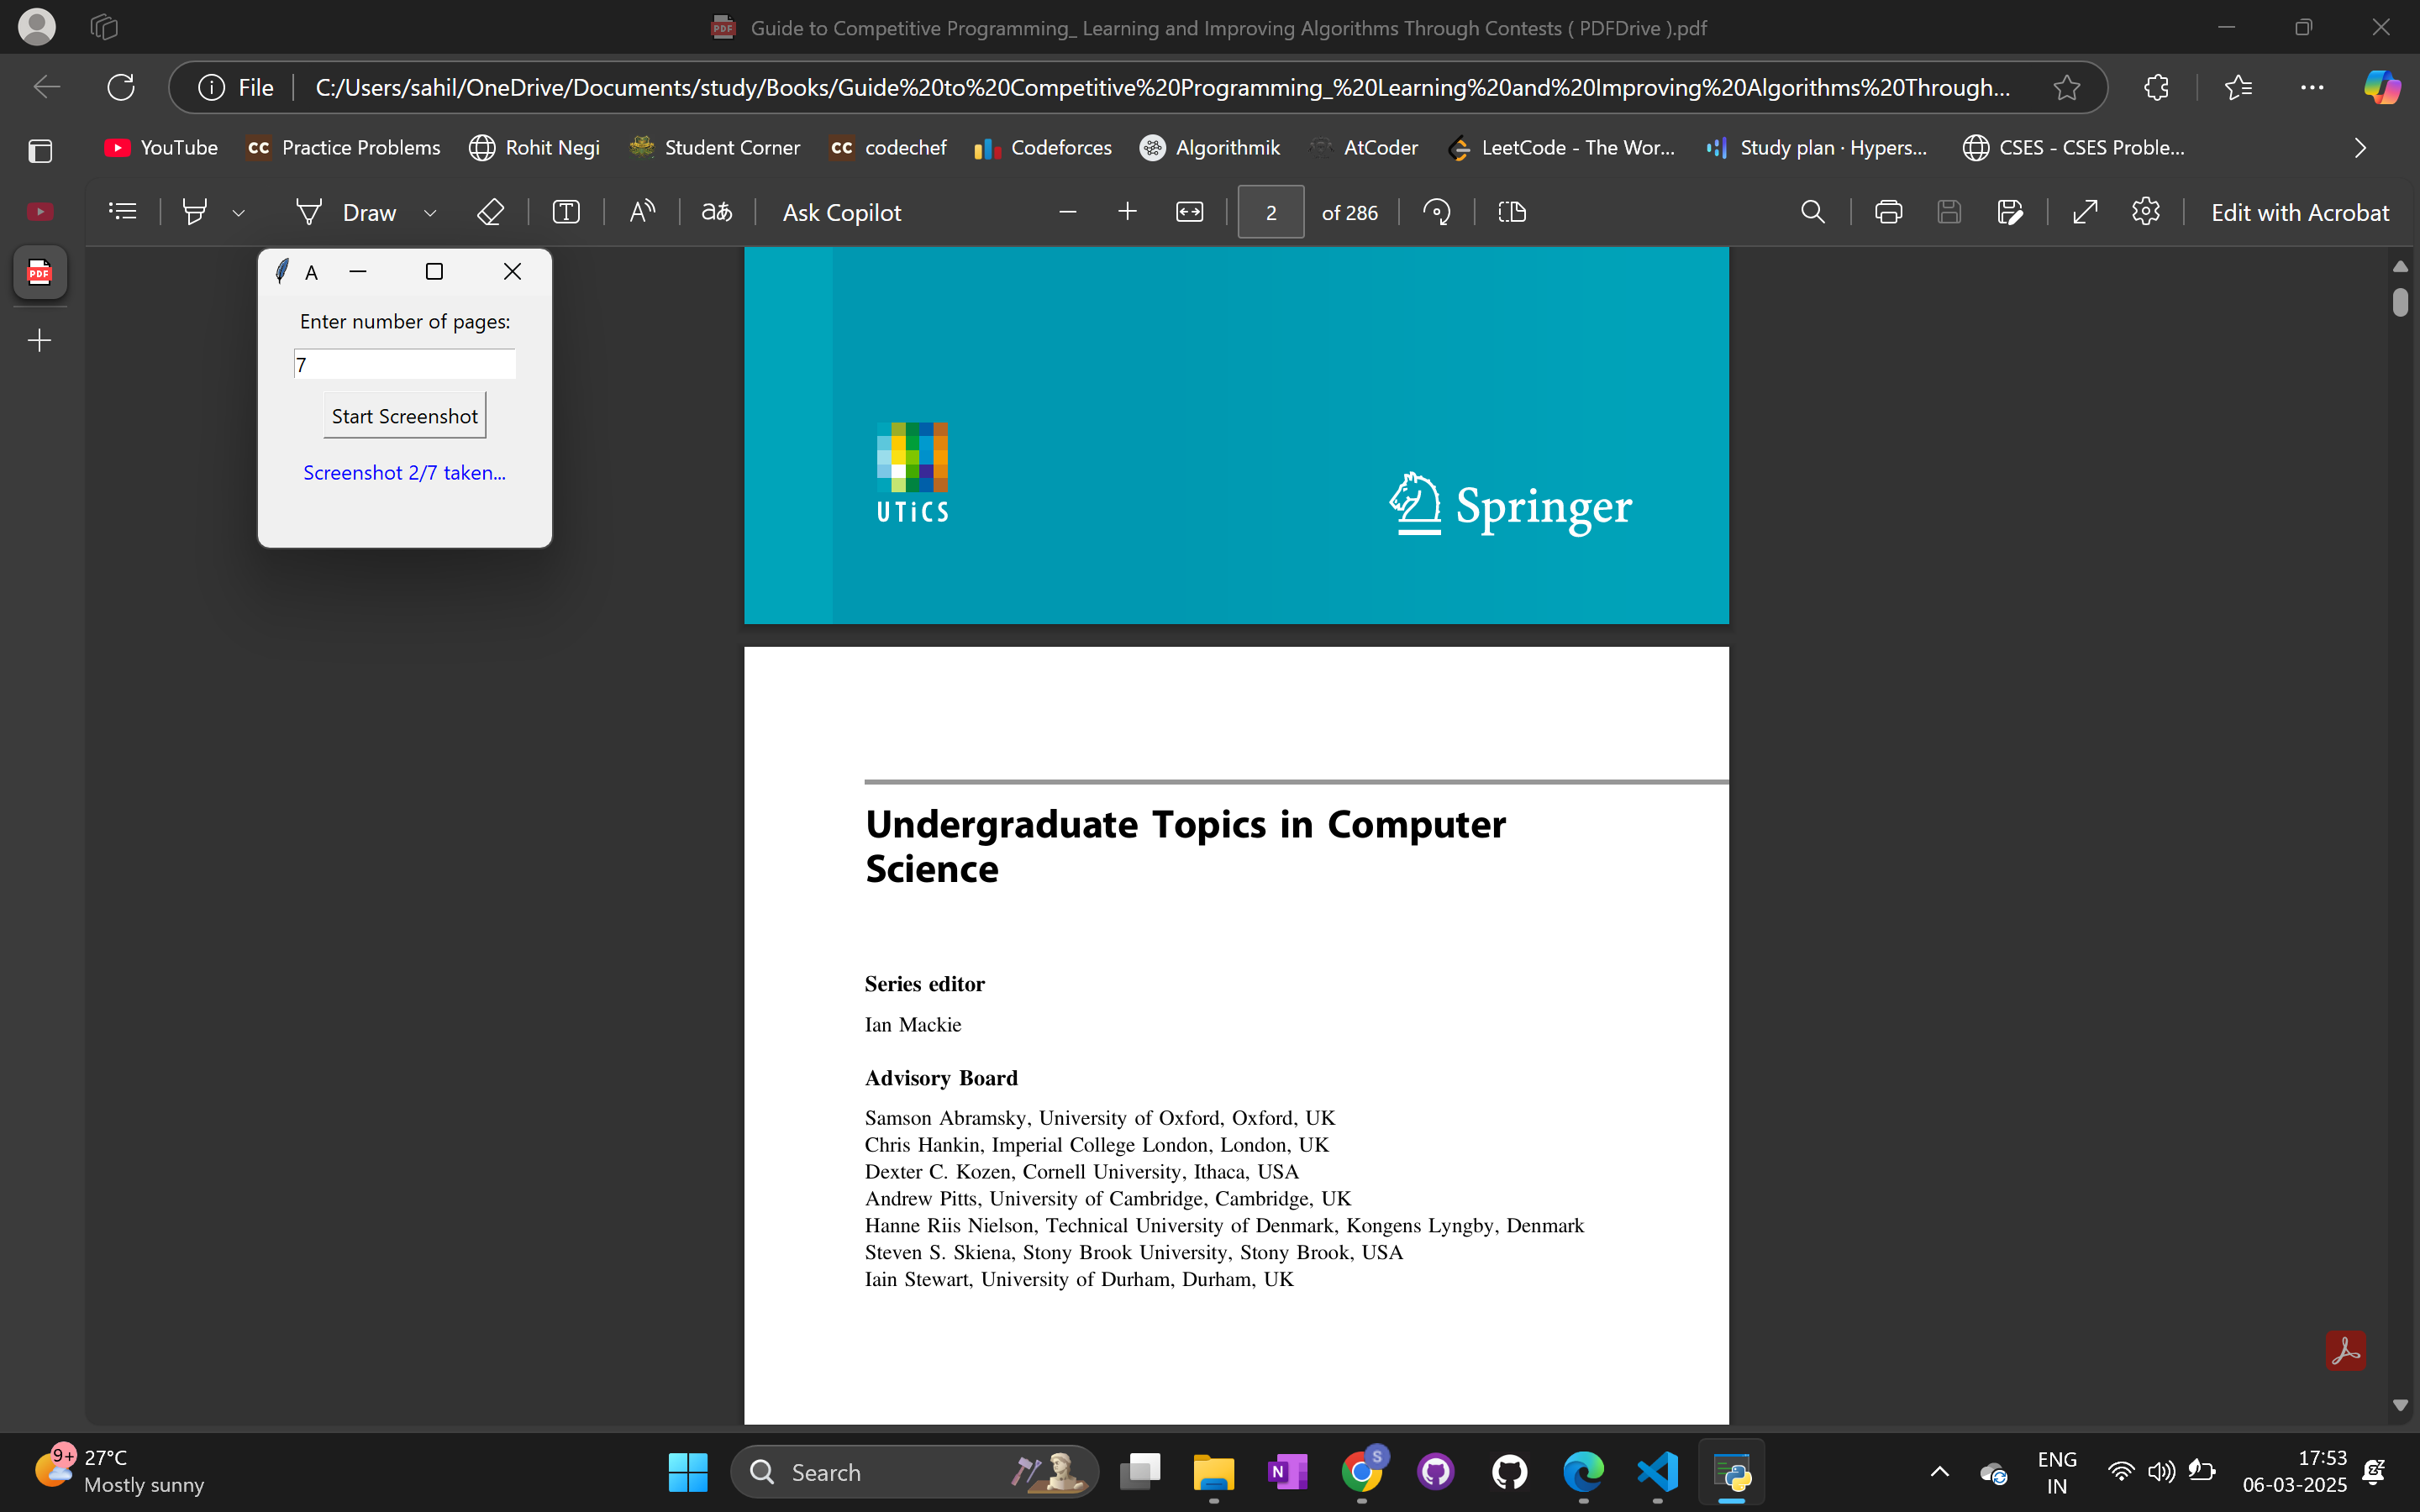 Guide to Competitive Programming_ Learning and Improving Algorithms Through Contests ( PDFDrive ).pdf
File
C:/Users/sahil/OneDrive/Documents/study/Books/Guide%20to%20Competitive%20Programming_%20Learning%20and%20Improving%20Algorithms%20Through...
YouTube
CC Practice Problems
Rohit Negi
Student Corner
CC codechef
Codeforces
Algorithmik
AtCoder
LeetCode - The Wor...
Study plan · Hypers...
CSES - CSES Proble...
Draw
Ask Copilot
2 of 286
Edit with Acrobat
A
Enter number of pages:
7
Start Screenshot
Screenshot 2/7 taken...
UTiCS
Springer
Undergraduate Topics in Computer
Science
Series editor
Ian Mackie
Advisory Board
Samson Abramsky, University of Oxford, Oxford, UK
Chris Hankin, Imperial College London, London, UK
Dexter C. Kozen, Cornell University, Ithaca, USA
Andrew Pitts, University of Cambridge, Cambridge, UK
Hanne Riis Nielson, Technical University of Denmark, Kongens Lyngby, Denmark
Steven S. Skiena, Stony Brook University, Stony Brook, USA
Iain Stewart, University of Durham, Durham, UK
9+
27°C
Mostly sunny
Search
S
ENG
IN
17:53
06-03-2025